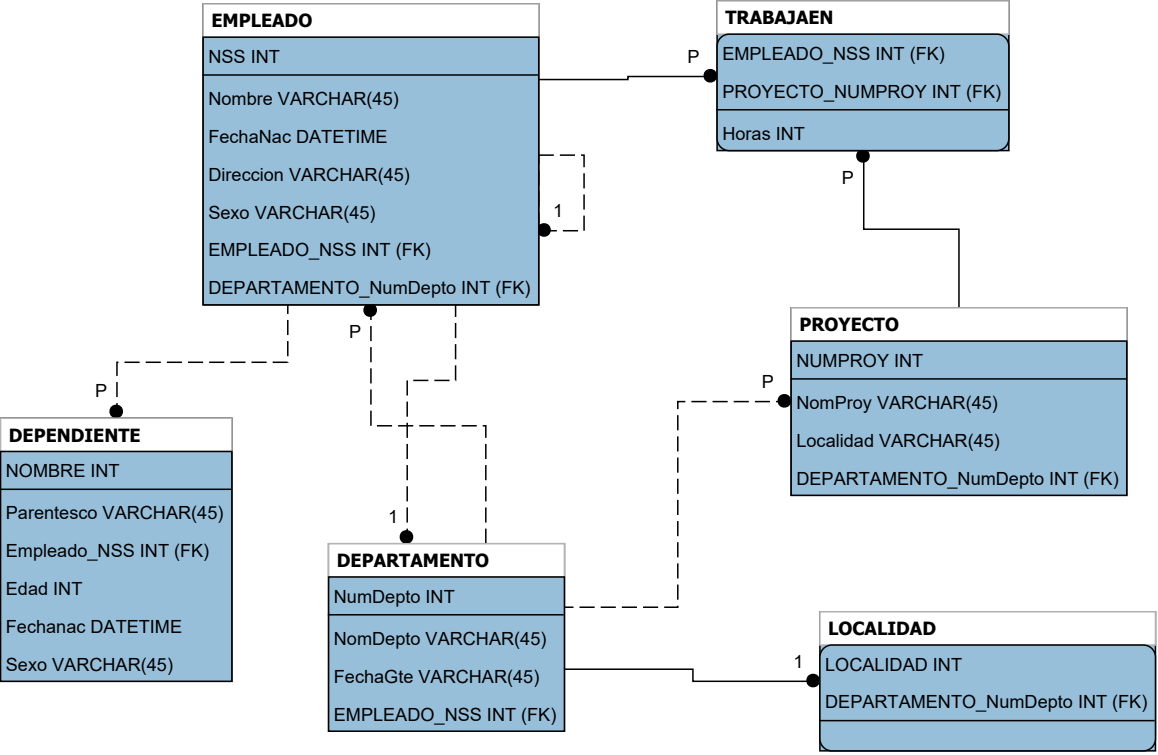 EMPLEADO
NSS INT
Nombre VARCHAR(45)
FechaNac DATETIME
Direccion VARCHAR(45)
Sexo VARCHAR(45)
EMPLEADO_NSS INT (FK)
DEPARTAMENTO_NumDepto INT (FK)
P
1
TRABAJAEN
EMPLEADO_NSS INT (FK)
PROYECTO_NUMPROY INT (FK)
Horas INT
P
P
P
DEPENDIENTE
NOMBRE INT
Parentesco VARCHAR(45)
Empleado_NSS INT (FK)
Edad INT
Fechanac DATETIME
Sexo VARCHAR(45)
1
DEPARTAMENTO
NumDepto INT
NomDepto VARCHAR(45)
FechaGte VARCHAR(45)
EMPLEADO_NSS INT (FK)
P
PROYECTO
NUMPROY INT
NomProy VARCHAR(45)
Localidad VARCHAR(45)
DEPARTAMENTO_NumDepto INT (FK)
1
LOCALIDAD
LOCALIDAD INT
DEPARTAMENTO_NumDepto INT (FK)